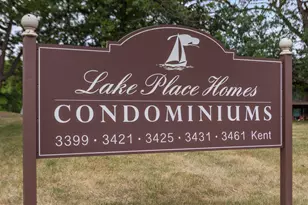 Lake Place Homes
CONDOMINIUMS
3399 · 3421 · 3425 · 3431 · 3461 Kent